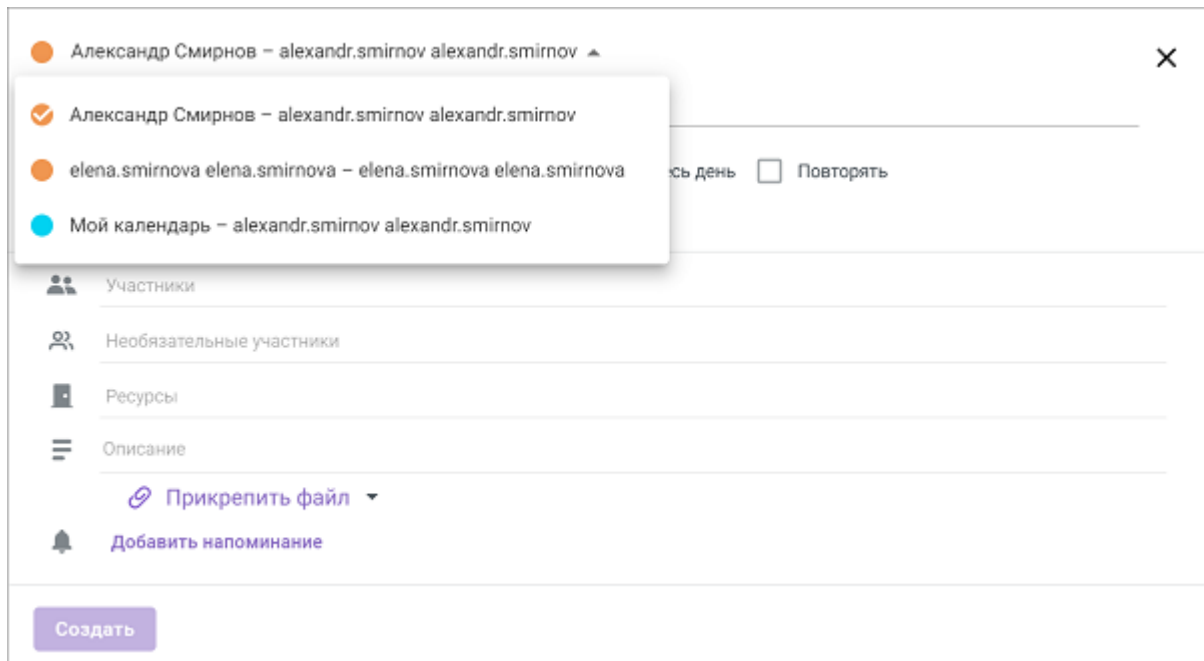 Александр Смирнов – alexandr.smirnov alexandr.smirnov
Александр Смирнов – alexandr.smirnov alexandr.smirnov
elena.smirnova elena.smirnova – elena.smirnova elena.smirnova
день Повторять
Мой календарь – alexandr.smirnov alexandr.smirnov
Участники
Необязательные участники
Ресурсы
Описание
Прикрепить файл
Добавить напоминание
Создать